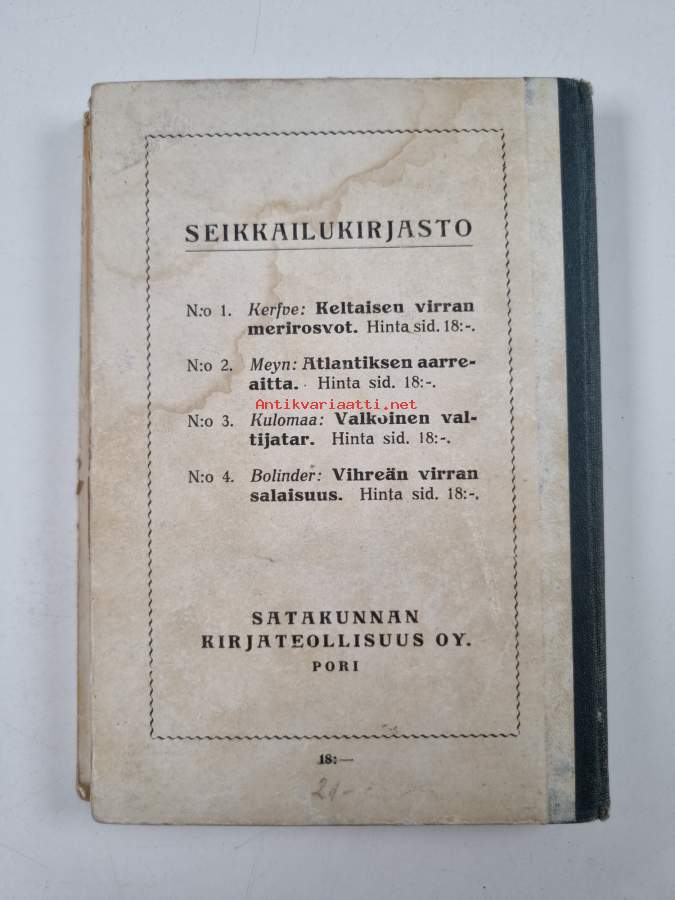 SEIKKAILUKIRJASTO
N:o 1. Kerfve: Keltaisen virran
merirosvot. Hinta sid. 18:-.
N:o 2. Meyn: Atlantiksen aarre-
aitta. Hinta sid. 18:-.
Antikvariaatti.net
N:o 3. Kulomaa: Valkoinen val-
tijatar. Hinta sid. 18:-.
N:o 4. Bolinder: Vihreän virran
salaisuus. Hinta sid. 18:-.
SATAKUNNAN
KIRJATEOLLISUUS OY.
PORI
18:—